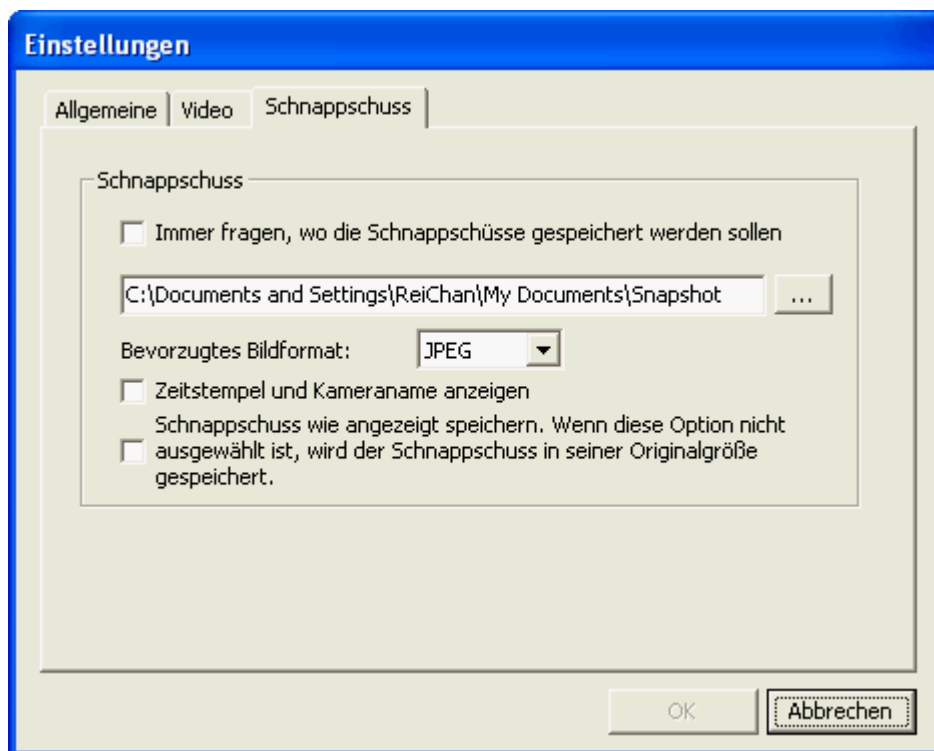 Einstellungen
Allgemeine
Video
Schnappschuss
Schnappschuss
Immer fragen, wo die Schnappschüsse gespeichert werden sollen
C:\Documents and Settings\ReiChan\My Documents\Snapshot
...
Bevorzugtes Bildformat:
JPEG
Zeitstempel und Kameraname anzeigen
Schnappschuss wie angezeigt speichern. Wenn diese Option nicht
ausgewählt ist, wird der Schnappschuss in seiner Originalgröße
gespeichert.
OK
Abbrechen